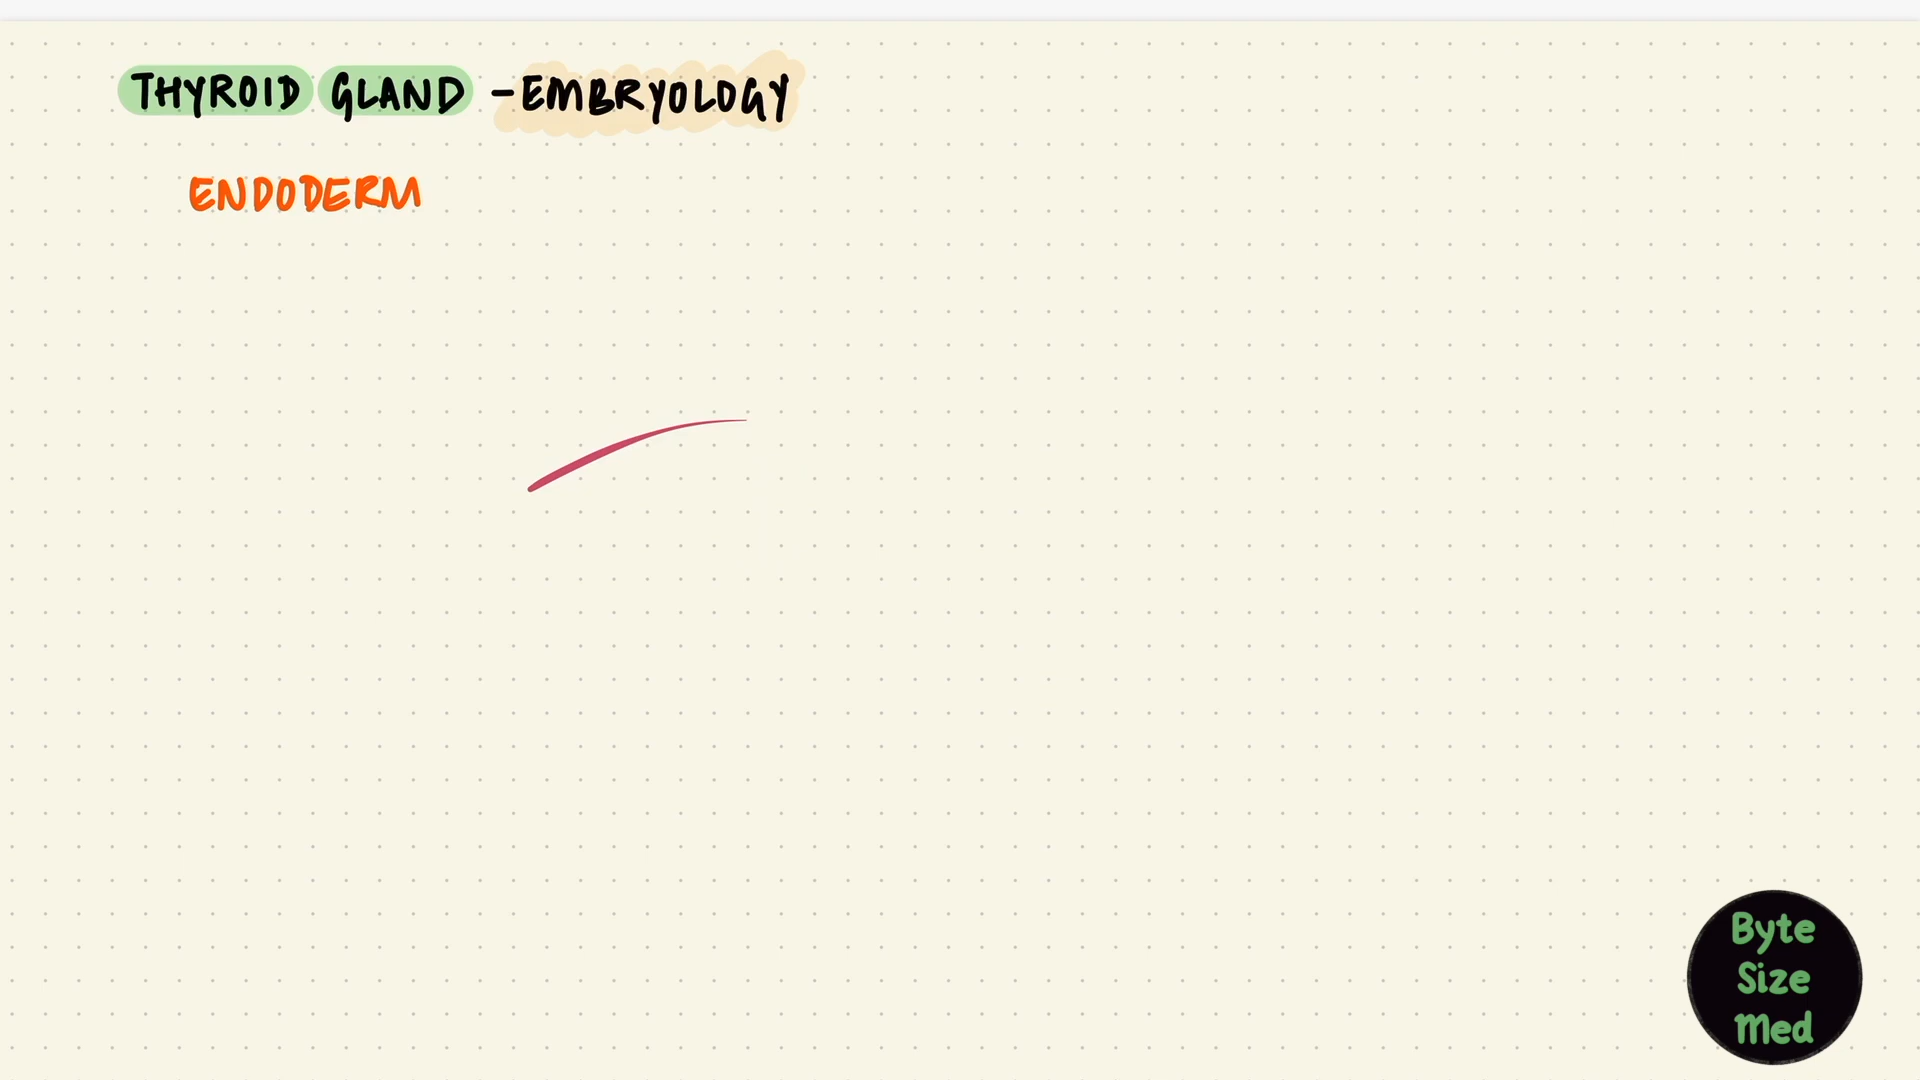 THYROID GLAND - EMBRYOLOGY
ENDODERM
Byte
Size
Med